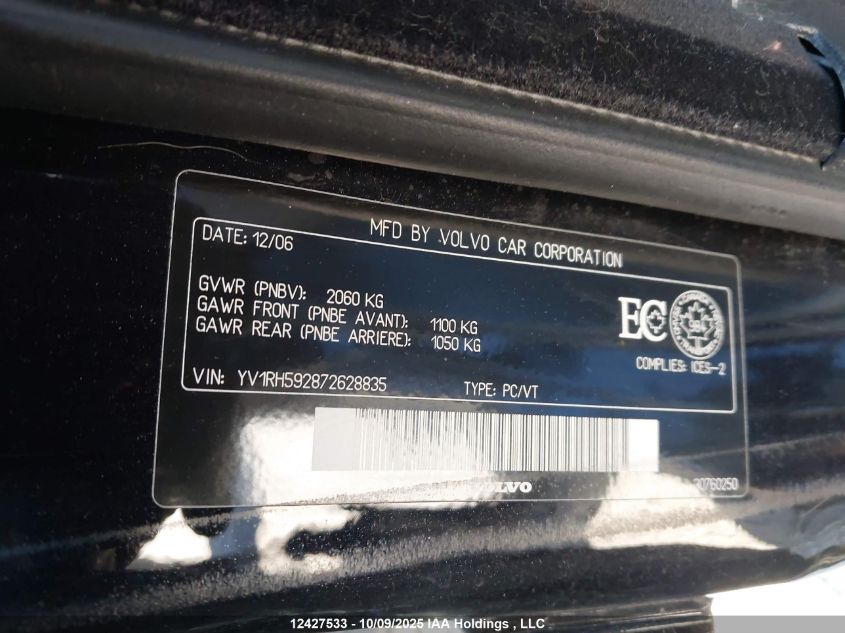 MFD BY VOLVO CAR CORPORATION
DATE: 12/06
GVWR (PNBV): 2060 KG
GAWR FRONT (PNBE AVANT): 1100 KG
GAWR REAR (PNBE ARRIERE): 1050 KG
EC
COMPLIES: ICES-2
VIN: YV1RH592872628835 TYPE: PC/VT
VOLVO
30760250
12427533 - 10/09/2025 IAA Holdings , LLC